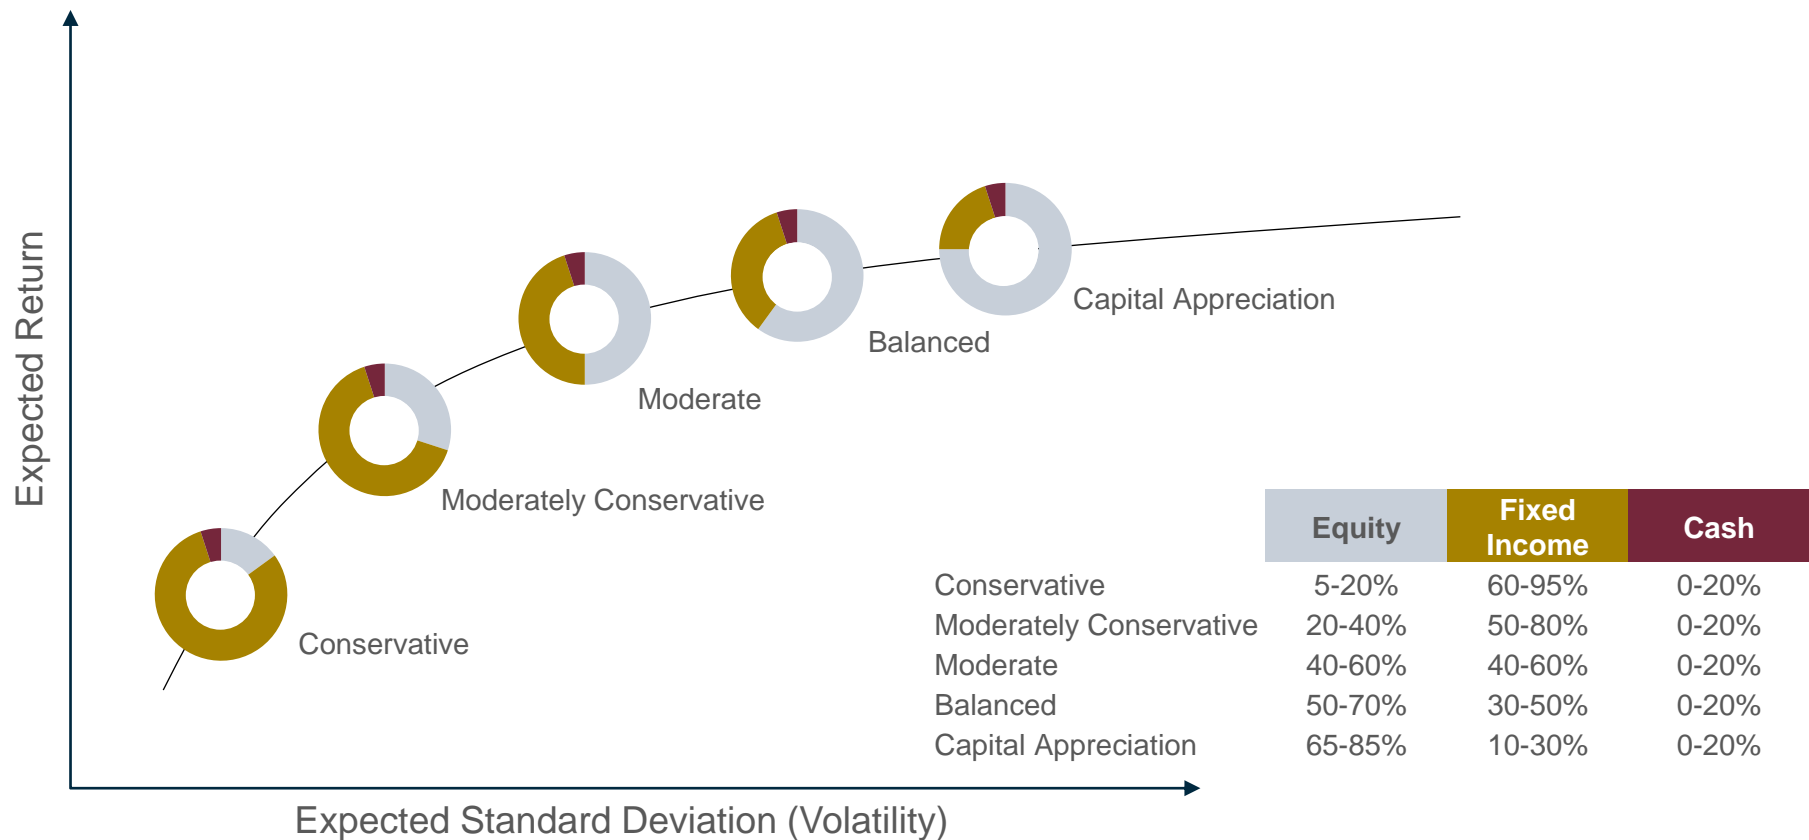 Expected Return
Capital Appreciation
Balanced
Moderate
Moderately Conservative
Conservative
Equity
Fixed
Income
Cash
Conservative 5-20% 60-95% 0-20%
Moderately Conservative 20-40% 50-80% 0-20%
Moderate 40-60% 40-60% 0-20%
Balanced 50-70% 30-50% 0-20%
Capital Appreciation 65-85% 10-30% 0-20%
Expected Standard Deviation (Volatility)